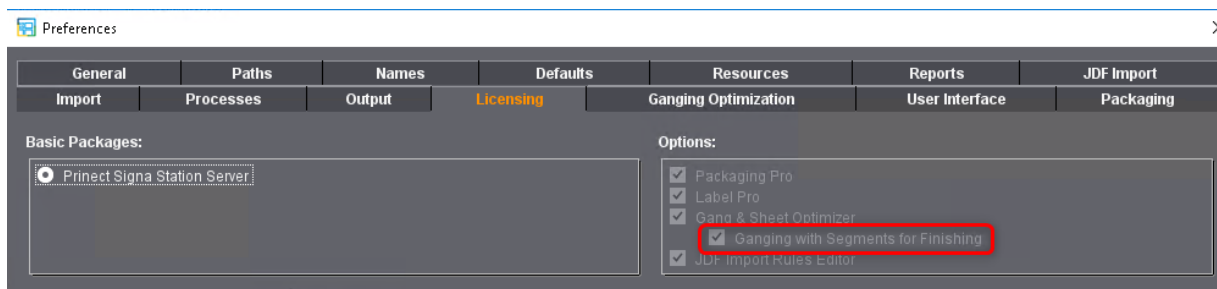 Preferences
General Paths Names Defaults Resources Reports JDF Import
Import Processes Output Licensing Ganging Optimization User Interface Packaging
Basic Packages:
Prinect Signa Station Server
Options:
Packaging Pro
Label Pro
Gang & Sheet Optimizer
Ganging with Segments for Finishing
JDF Import Rules Editor